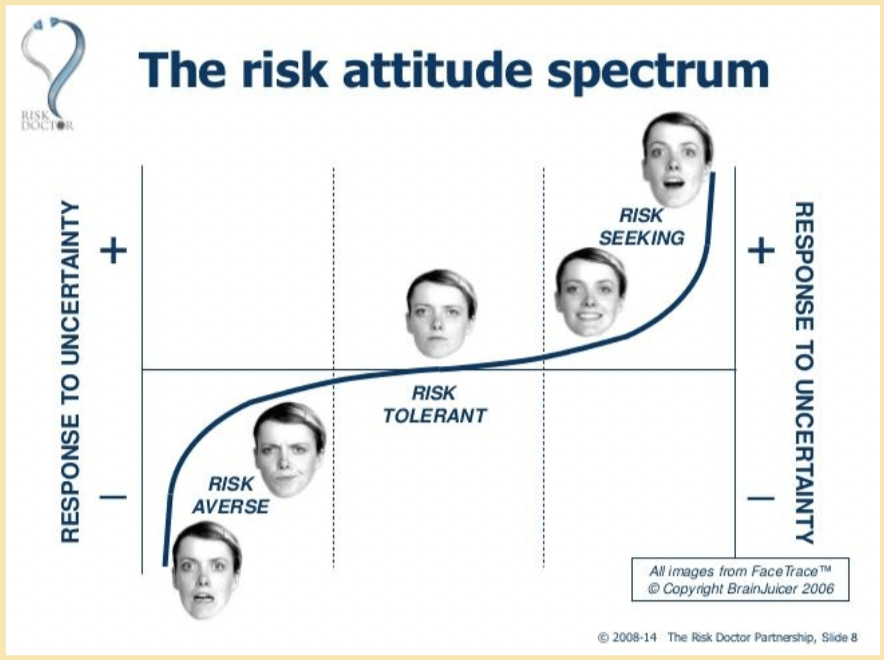 RISK
DOCTOR
The risk attitude spectrum
RESPONSE TO UNCERTAINTY
+
–
RISK
SEEKING
RISK
TOLERANT
RISK
AVERSE
+
–
RESPONSE TO UNCERTAINTY
All images from FaceTrace™
© Copyright BrainJuicer 2006
© 2008-14 The Risk Doctor Partnership, Slide 8